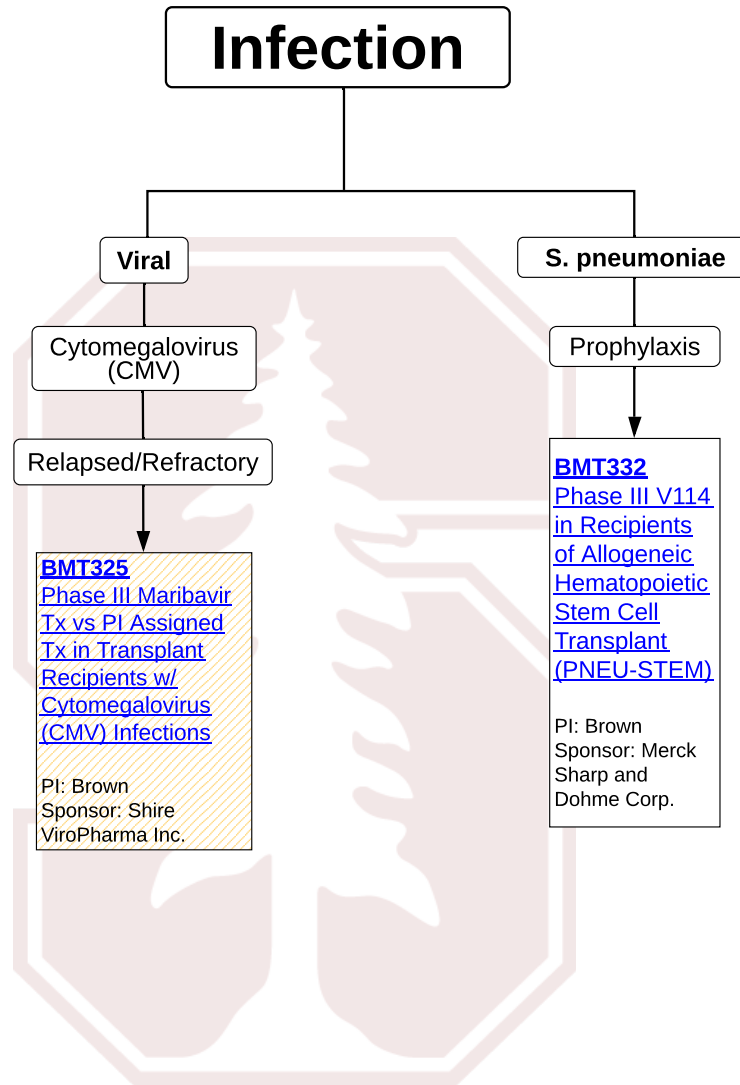 Infection
Viral
Cytomegalovirus
(CMV)
Relapsed/Refractory
BMT325
Phase III Maribavir
Tx vs PI Assigned
Tx in Transplant
Recipients w/
Cytomegalovirus
(CMV) Infections
PI: Brown
Sponsor: Shire
ViroPharma Inc.
S. pneumoniae
Prophylaxis
BMT332
Phase III V114
in Recipients
of Allogeneic
Hematopoietic
Stem Cell
Transplant
(PNEU-STEM)
PI: Brown
Sponsor: Merck
Sharp and
Dohme Corp.